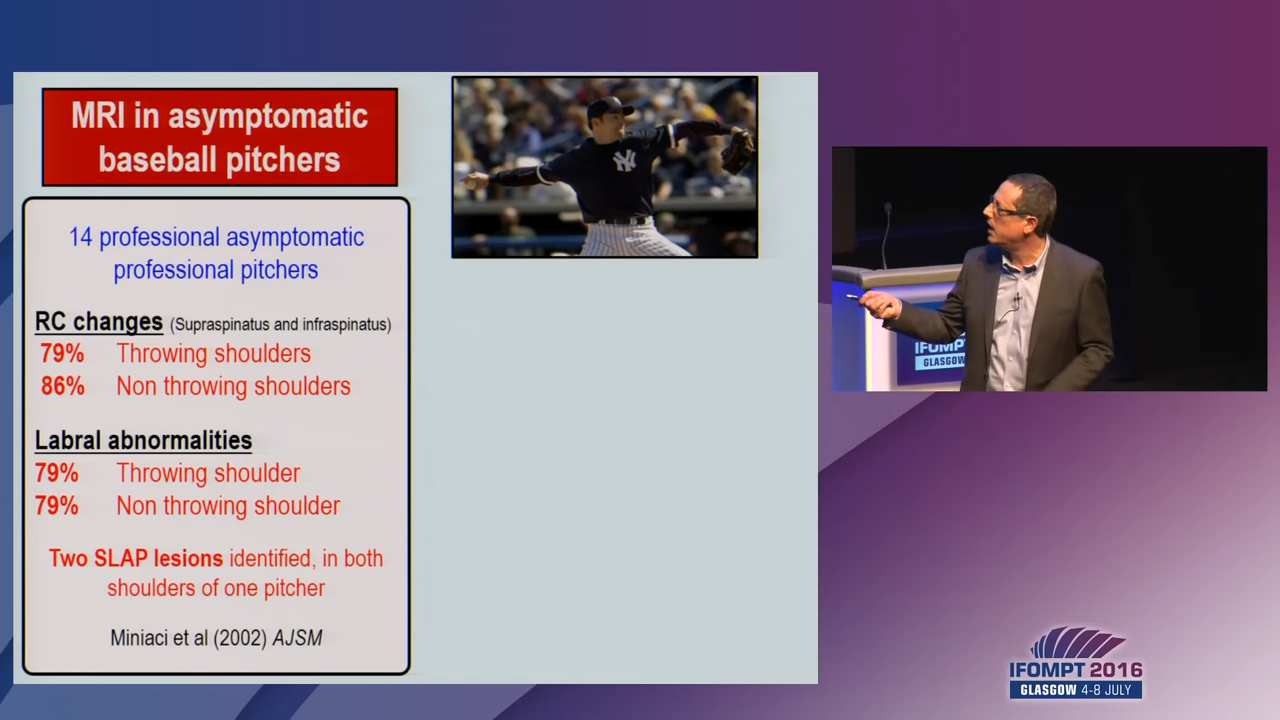 MRI in asymptomatic
baseball pitchers
14 professional asymptomatic
professional pitchers
RC changes (Supraspinatus and infraspinatus)
79% Throwing shoulders
86% Non throwing shoulders
Labral abnormalities
79% Throwing shoulder
79% Non throwing shoulder
Two SLAP lesions identified, in both
shoulders of one pitcher
Miniaci et al (2002) AJSM
NY
IFOMPT
GLASGOW
IFOMPT 2016
GLASGOW 4-8 JULY